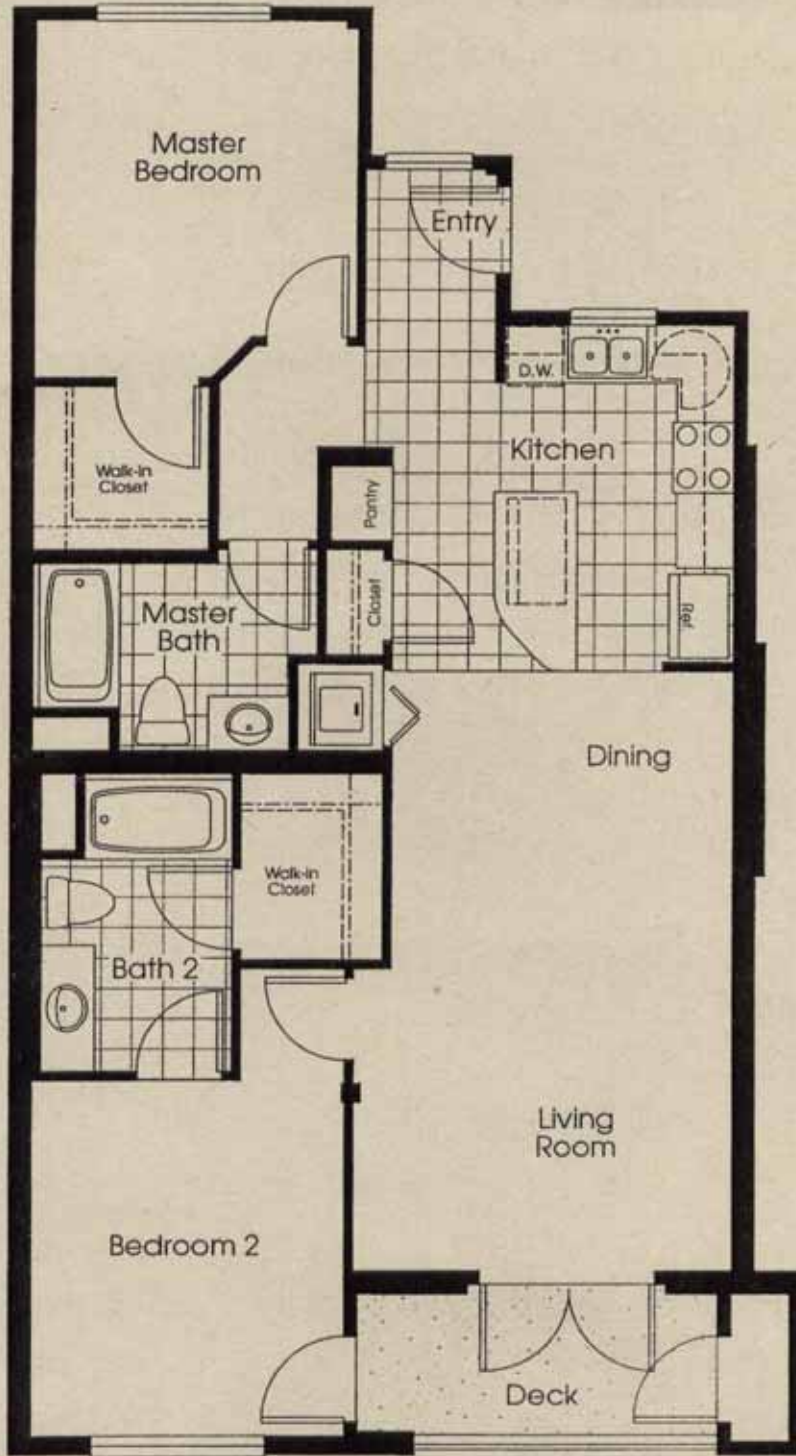 Master
Bedroom
Entry
D.W.
Kitchen
Walk-In
Closet
Pantry
Closet
Ref
Master
Bath
Dining
Walk-in
Closet
Bath 2
Living
Room
Bedroom 2
Deck